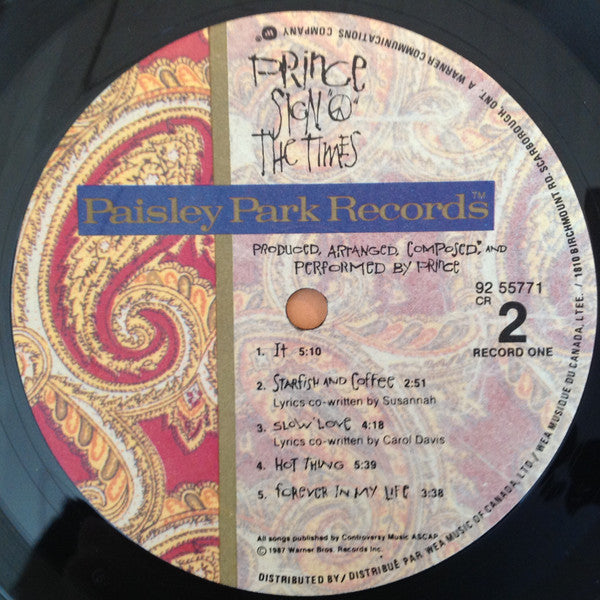 PRINCE
SIGN "☮"
THE TIMES
Paisley Park Records™
PRODUCED, ARRANGED, COMPOSED,* AND
PERFORMED BY PRINCE
92 55771
CR
2
RECORD ONE
1. It 5:10
2. STARFISH AND COFFEE 2:51
Lyrics co-written by Susannah
3. SLOW LOVE 4:18
Lyrics co-written by Carol Davis
4. HOT THING 5:39
5. FOREVER IN MY LIFE 3:38
All songs published by Controversy Music ASCAP
©1987 Warner Bros. Records Inc.
DISTRIBUTED BY / DISTRIBUÉ PAR WEA MUSIC OF CANADA, LTD. / WEA MUSIQUE DU CANADA, LTEE. / 1810 BIRCHMOUNT RD. SCARBOROUGH, ONT. A WARNER COMMUNICATIONS COMPANY